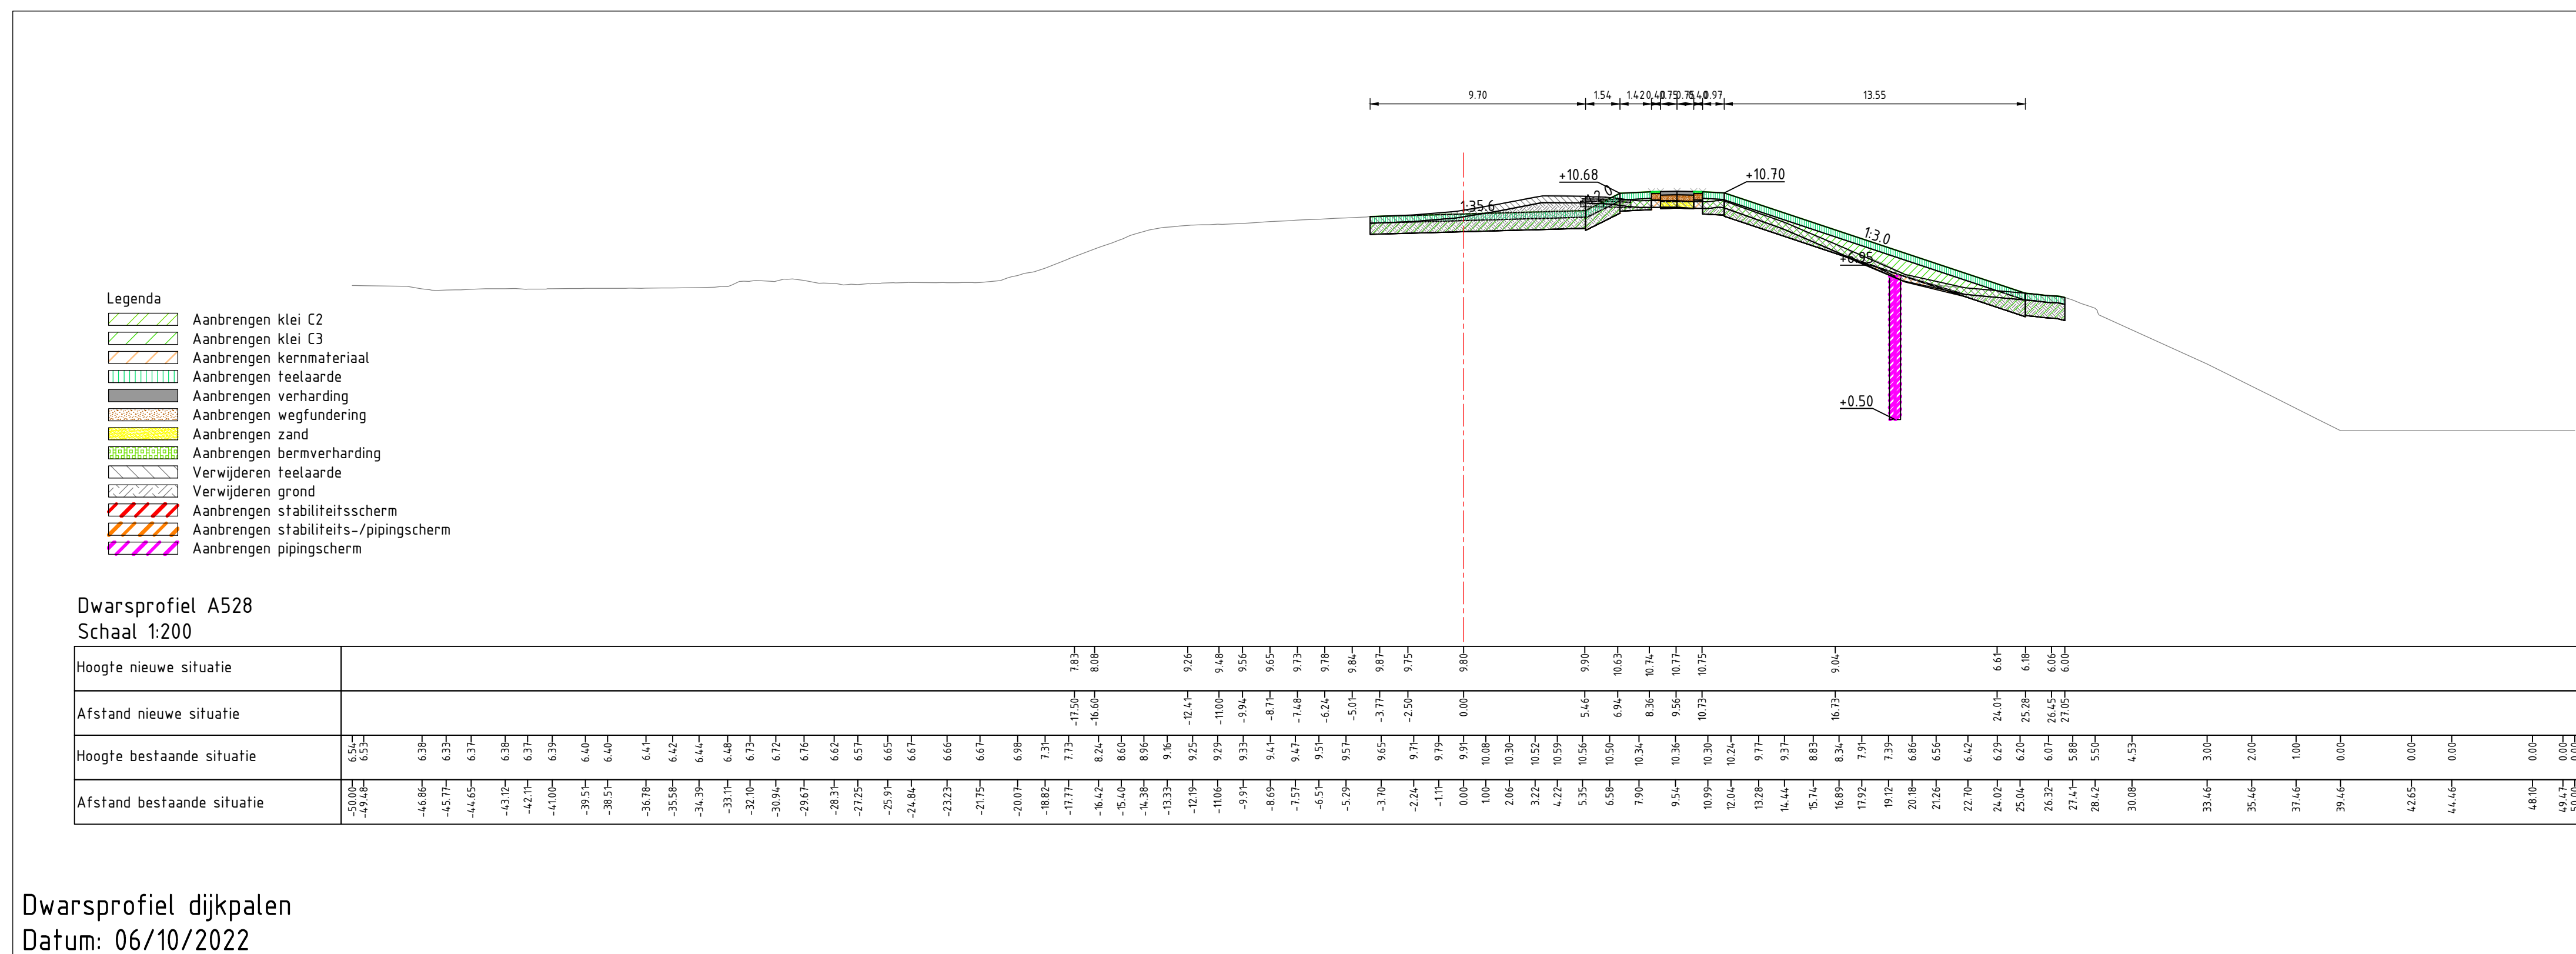 9.70 1.54 1.42 0.40 0.75 0.75 0.40 0.97 13.55
+10.68 +10.70
1:35.6 1:2.0
1:3.0
+6.95
+0.50
Legenda
Aanbrengen klei C2
Aanbrengen klei C3
Aanbrengen kernmateriaal
Aanbrengen teelaarde
Aanbrengen verharding
Aanbrengen wegfundering
Aanbrengen zand
Aanbrengen bermverharding
Verwijderen teelaarde
Verwijderen grond
Aanbrengen stabiliteitsscherm
Aanbrengen stabiliteits-/pipingscherm
Aanbrengen pipingscherm
Dwarsprofiel A528
Schaal 1:200
Hoogte nieuwe situatie 7.83 8.08 9.26 9.48 9.56 9.65 9.73 9.78 9.84 9.87 9.75 9.80 9.90 10.63 10.74 10.77 10.75 9.04 6.61 6.18 6.06 6.00
Afstand nieuwe situatie -17.50 -16.60 -12.41 -11.00 -9.94 -8.71 -7.48 -6.24 -5.01 -3.77 -2.50 0.00 5.46 6.94 8.36 9.56 10.73 16.73 24.01 25.28 26.45 27.05
Hoogte bestaande situatie 6.54 6.53 6.38 6.33 6.37 6.38 6.37 6.39 6.40 6.40 6.41 6.42 6.44 6.48 6.73 6.72 6.76 6.62 6.57 6.65 6.67 6.66 6.67 6.98 7.31 7.73 8.24 8.60 8.96 9.16 9.25 9.29 9.33 9.41 9.47 9.51 9.57 9.65 9.71 9.79 9.91 10.08 10.30 10.52 10.59 10.56 10.50 10.34 10.36 10.30 10.24 9.77 9.37 8.83 8.34 7.91 7.39 6.86 6.56 6.42 6.29 6.20 6.07 5.88 5.50 4.53 3.00 2.00 1.00 0.00 0.00 0.00 0.00 0.00 0.00
Afstand bestaande situatie -50.00 -49.48 -46.86 -45.77 -44.65 -43.12 -42.11 -41.00 -39.51 -38.51 -36.78 -35.58 -34.39 -33.11 -32.10 -30.94 -29.67 -28.31 -27.25 -25.91 -24.84 -23.23 -21.75 -20.07 -18.82 -17.77 -16.42 -15.40 -14.38 -13.33 -12.19 -11.06 -9.91 -8.69 -7.57 -6.51 -5.29 -3.70 -2.24 -1.11 0.00 1.00 2.06 3.22 4.22 5.35 6.58 7.90 9.54 10.99 12.04 13.28 14.44 15.74 16.89 17.92 19.12 20.18 21.26 22.70 24.02 25.04 26.32 27.41 28.42 30.08 33.46 35.46 37.46 39.46 42.65 44.46 48.10 49.47 50.00
Dwarsprofiel dijkpalen
Datum: 06/10/2022